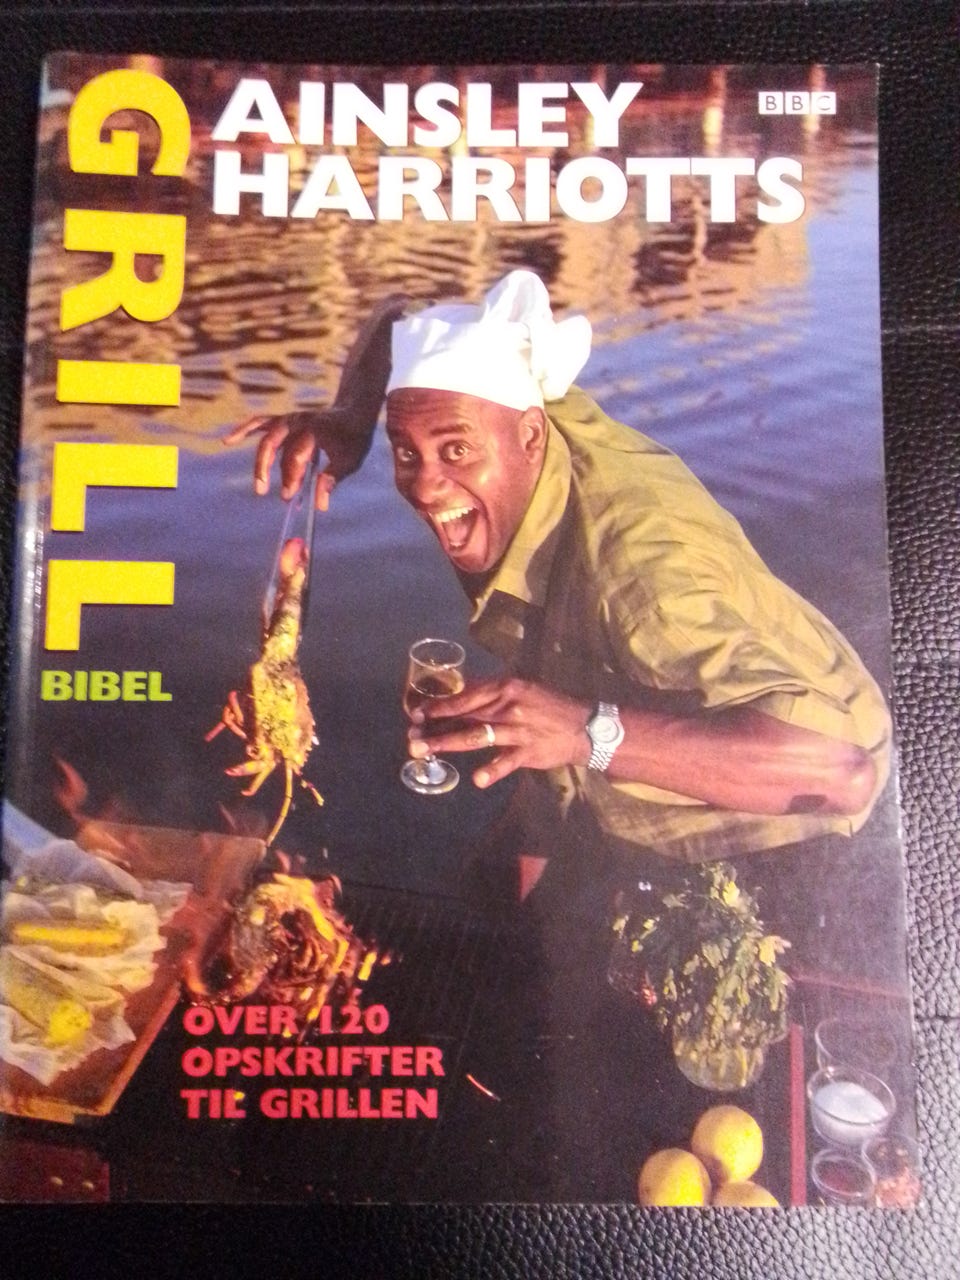 AINSLEY
HARRIOTTS
BBC
GRILL
BIBEL
OVER 120
OPSKRIFTER
TIL GRILLEN